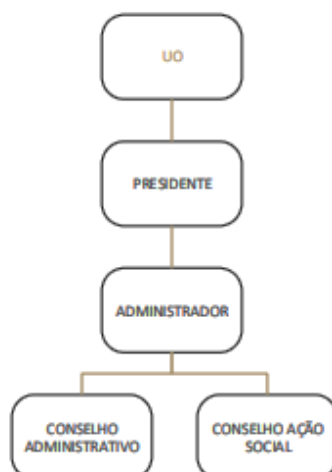 UO
PRESIDENTE
ADMINISTRADOR
CONSELHO
ADMINISTRATIVO
CONSELHO AÇÃO
SOCIAL